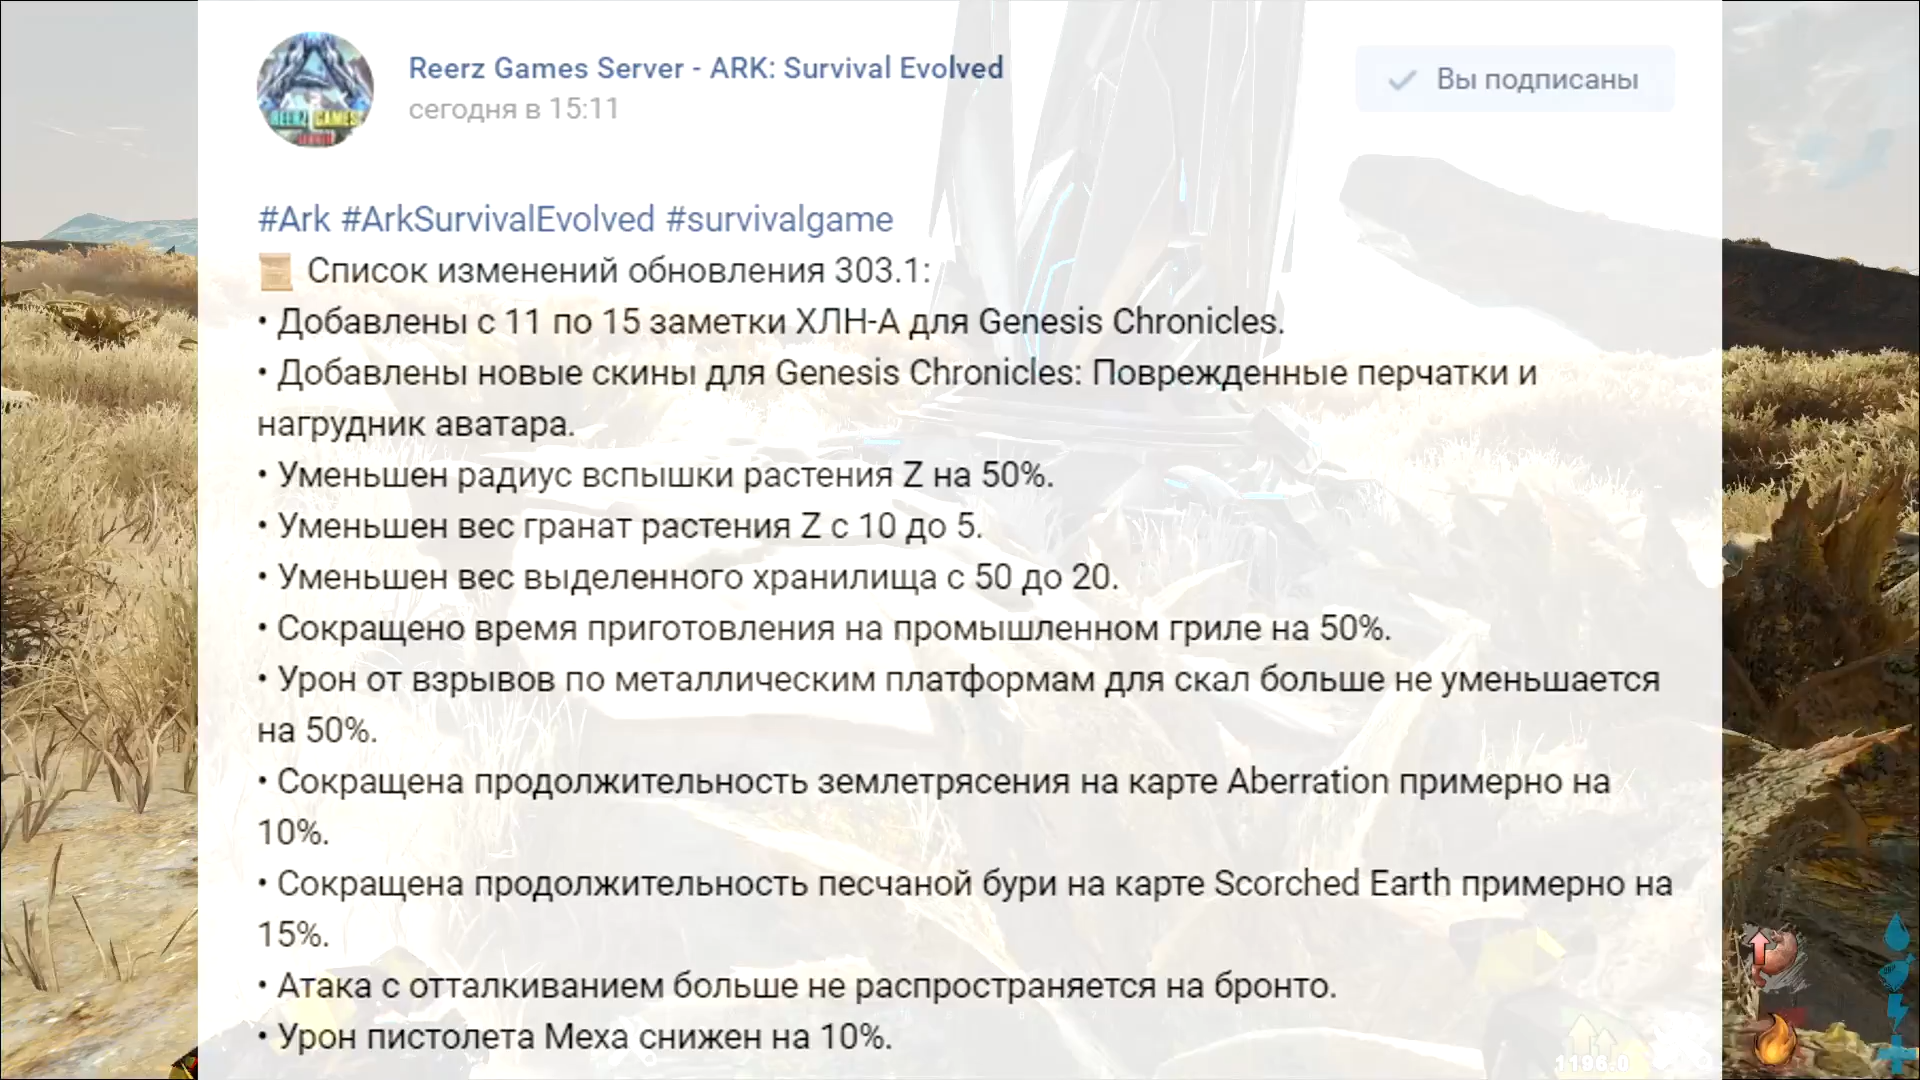 Reerz Games Server - ARK: Survival Evolved
сегодня в 15:11
Вы подписаны
#Ark #ArkSurvivalEvolved #survivalgame
Список изменений обновления 303.1:
• Добавлены с 11 по 15 заметки ХЛН-А для Genesis Chronicles.
• Добавлены новые скины для Genesis Chronicles: Поврежденные перчатки и
нагрудник аватара.
• Уменьшен радиус вспышки растения Z на 50%.
• Уменьшен вес гранат растения Z с 10 до 5.
• Уменьшен вес выделенного хранилища с 50 до 20.
• Сокращено время приготовления на промышленном гриле на 50%.
• Урон от взрывов по металлическим платформам для скал больше не уменьшается
на 50%.
• Сокращена продолжительность землетрясения на карте Aberration примерно на
10%.
• Сокращена продолжительность песчаной бури на карте Scorched Earth примерно на
15%.
• Атака с отталкиванием больше не распространяется на бронто.
• Урон пистолета Меха снижен на 10%.
1196.0